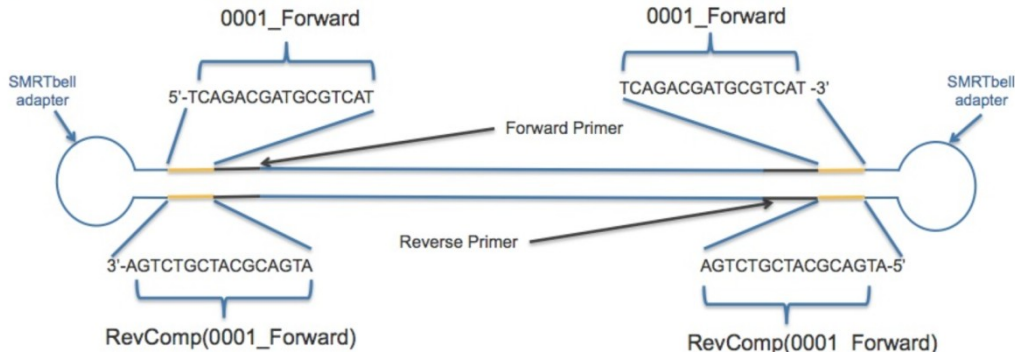 0001_Forward
0001_Forward
SMRTbell
adapter
SMRTbell
adapter
5'-TCAGACGATGCGTCAT
TCAGACGATGCGTCAT -3'
Forward Primer
Reverse Primer
3'-AGTCTGCTACGCAGTA
AGTCTGCTACGCAGTA-5'
RevComp(0001_Forward)
RevComp(0001_Forward)